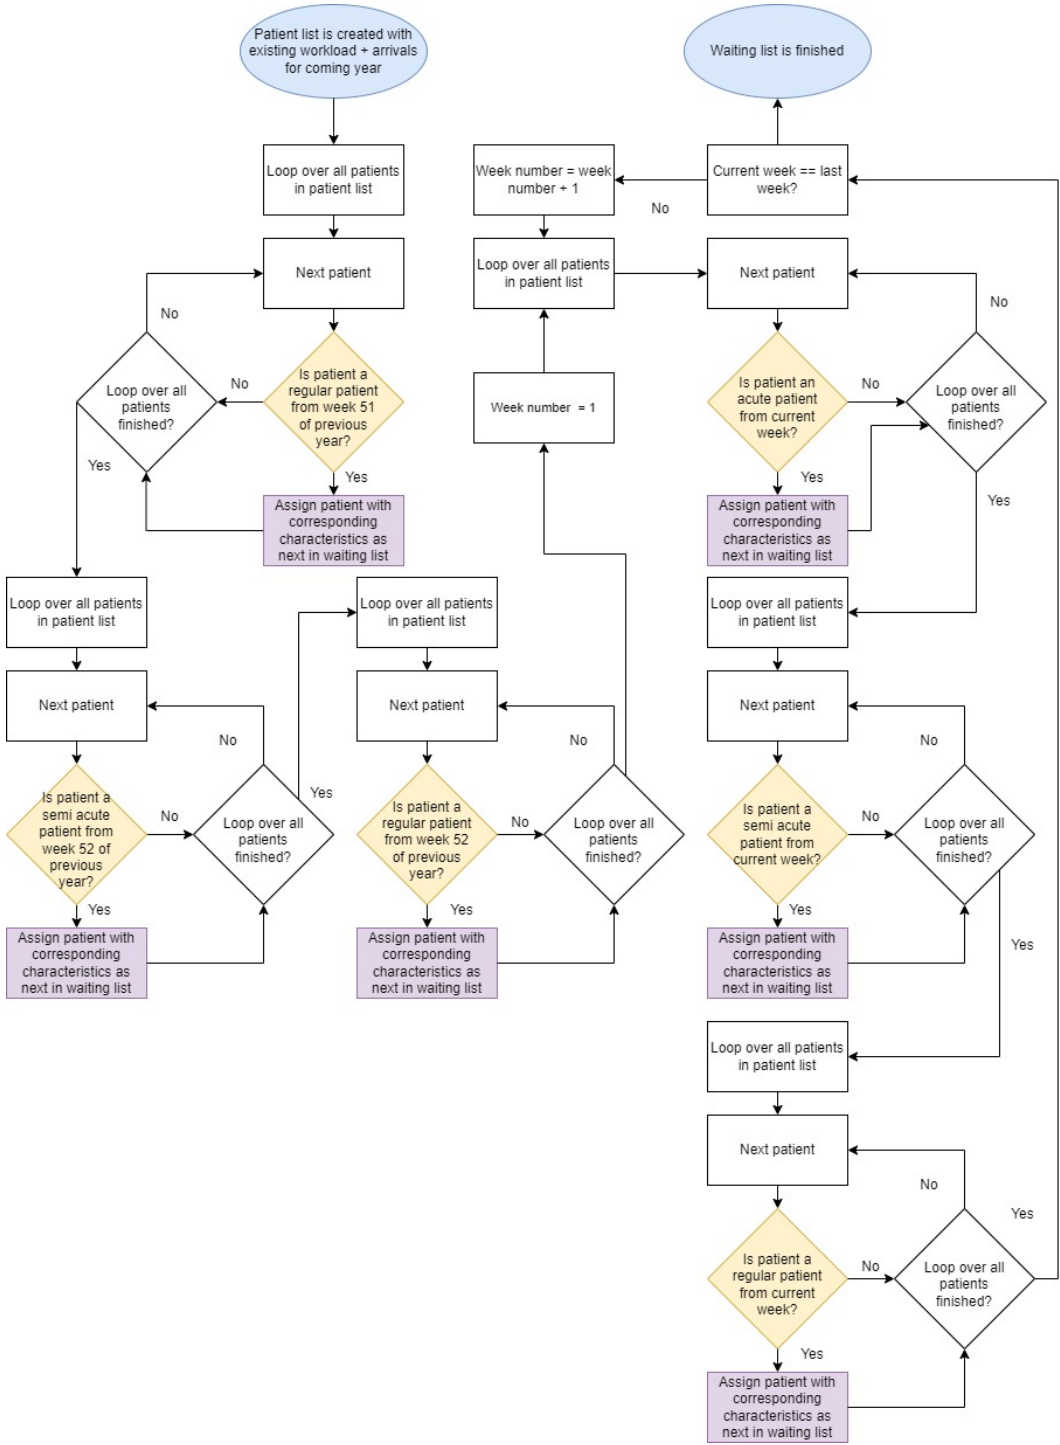 Patient list is created with
existing workload + arrivals
for coming year
Loop over all patients
in patient list
Next patient
Is patient a
regular patient
from week 51
of previous
year?
No
Yes
Loop over all
patients
finished?
No
Yes
Assign patient with
corresponding
characteristics as
next in waiting list
Loop over all patients
in patient list
Next patient
Is patient a
semi acute
patient from
week 52 of
previous
year?
No
Yes
Loop over all
patients
finished?
No
Yes
Assign patient with
corresponding
characteristics as
next in waiting list
Loop over all patients
in patient list
Next patient
Is patient a
regular patient
from week 52
of previous
year?
No
Yes
Loop over all
patients
finished?
No
Assign patient with
corresponding
characteristics as
next in waiting list
Week number = 1
Waiting list is finished
Current week == last
week?
No
Week number = week
number + 1
Loop over all patients
in patient list
Next patient
Is patient an
acute patient
from current
week?
No
Yes
Loop over all
patients
finished?
No
Yes
Assign patient with
corresponding
characteristics as
next in waiting list
Loop over all patients
in patient list
Next patient
Is patient a
semi acute
patient from
current week?
No
Yes
Loop over all
patients
finished?
No
Yes
Assign patient with
corresponding
characteristics as
next in waiting list
Loop over all patients
in patient list
Next patient
Is patient a
regular patient
from current
week?
No
Yes
Loop over all
patients
finished?
No
Yes
Assign patient with
corresponding
characteristics as
next in waiting list